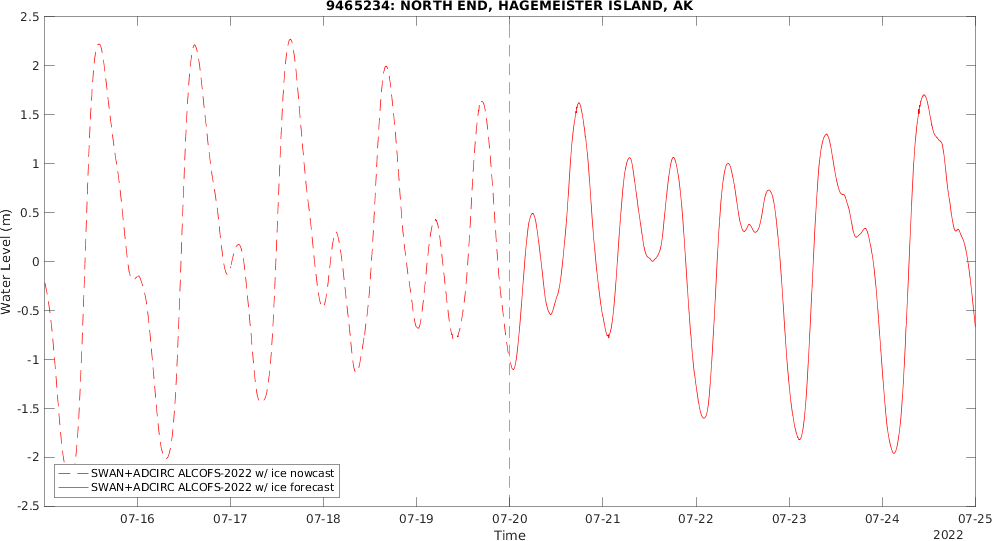 9465234: NORTH END, HAGEMEISTER ISLAND, AK
2.5
2
1.5
1
0.5
0
-0.5
-1
-1.5
-2
-2.5
Water Level (m)
SWAN+ADCIRC ALCOFS-2022 w/ ice nowcast
SWAN+ADCIRC ALCOFS-2022 w/ ice forecast
07-16 07-17 07-18 07-19 07-20 07-21 07-22 07-23 07-24 07-25
Time
2022